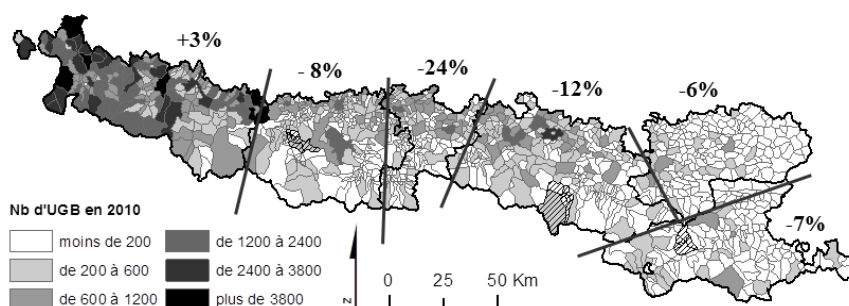 +3%
- 8%
-24%
-12%
-6%
-7%
Nb d'UGB en 2010
moins de 200
de 200 à 600
de 600 à 1200
de 1200 à 2400
de 2400 à 3800
plus de 3800
z
0 25 50 Km